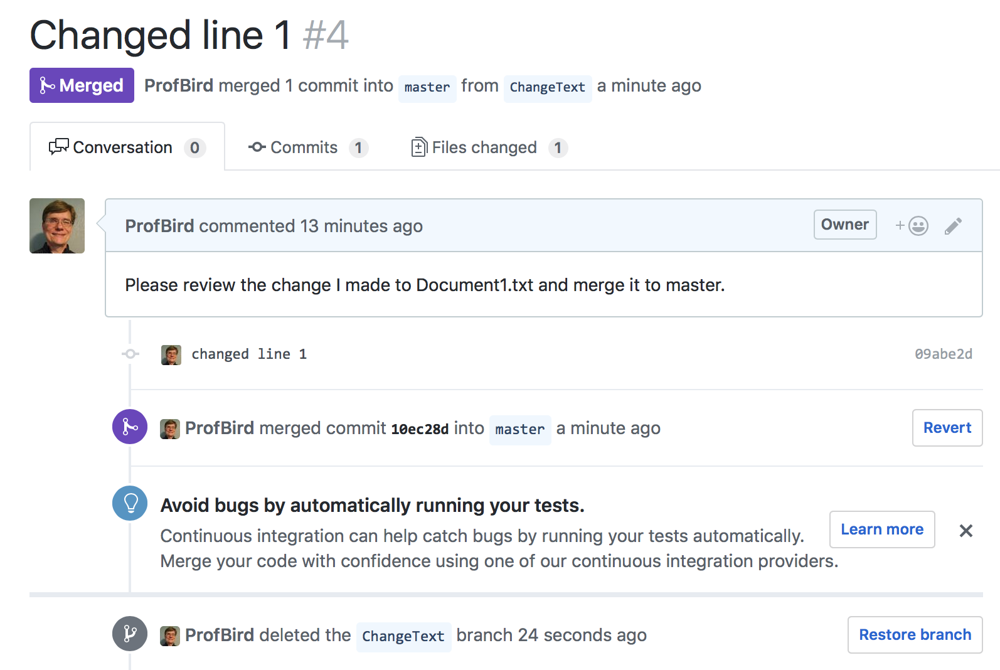 Changed line 1 #4
Merged ProfBird merged 1 commit into master from ChangeText a minute ago
Conversation 0 Commits 1 Files changed 1
ProfBird commented 13 minutes ago Owner +
Please review the change I made to Document1.txt and merge it to master.
changed line 1 09abe2d
ProfBird merged commit 10ec28d into master a minute ago Revert
Avoid bugs by automatically running your tests.
Continuous integration can help catch bugs by running your tests automatically. Learn more
Merge your code with confidence using one of our continuous integration providers.
ProfBird deleted the ChangeText branch 24 seconds ago Restore branch